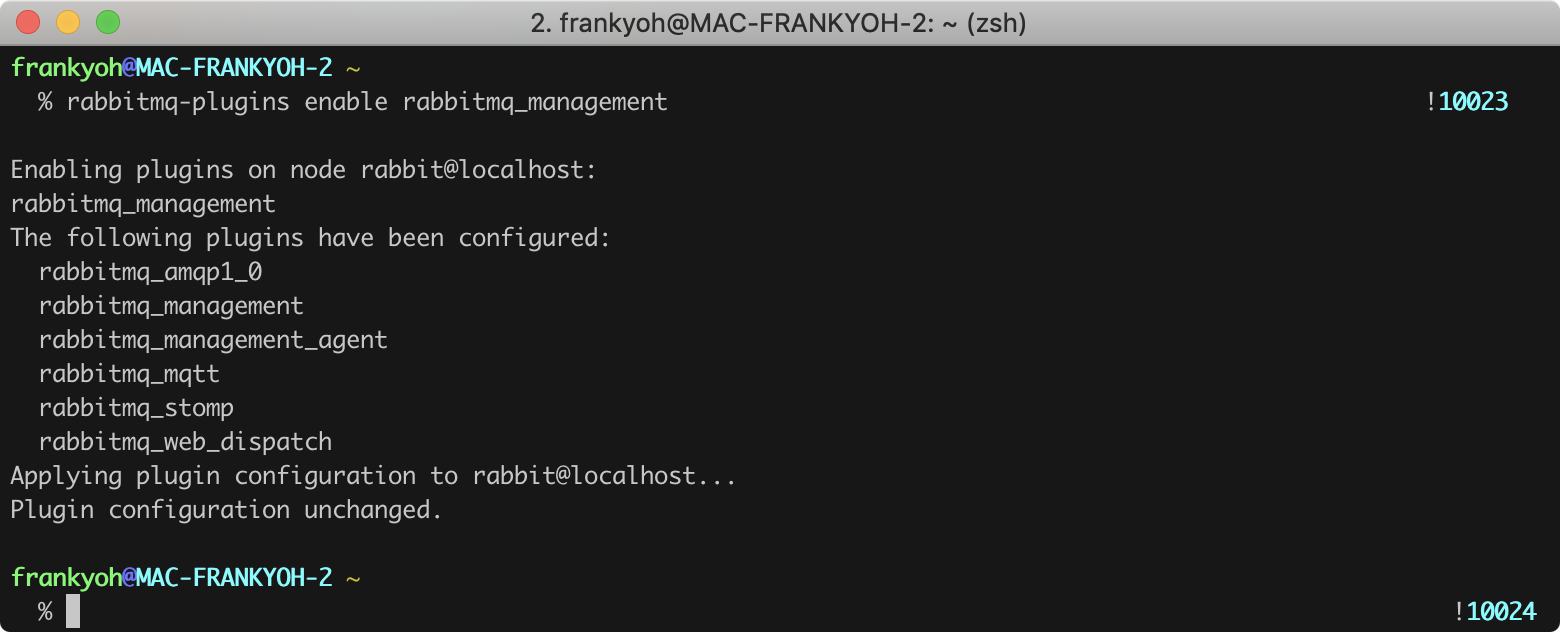 2. frankyoh@MAC-FRANKYOH-2: ~ (zsh)
frankyoh@MAC-FRANKYOH-2 ~
% rabbitmq-plugins enable rabbitmq_management !10023
Enabling plugins on node rabbit@localhost:
rabbitmq_management
The following plugins have been configured:
rabbitmq_amqp1_0
rabbitmq_management
rabbitmq_management_agent
rabbitmq_mqtt
rabbitmq_stomp
rabbitmq_web_dispatch
Applying plugin configuration to rabbit@localhost...
Plugin configuration unchanged.
frankyoh@MAC-FRANKYOH-2 ~
% !10024